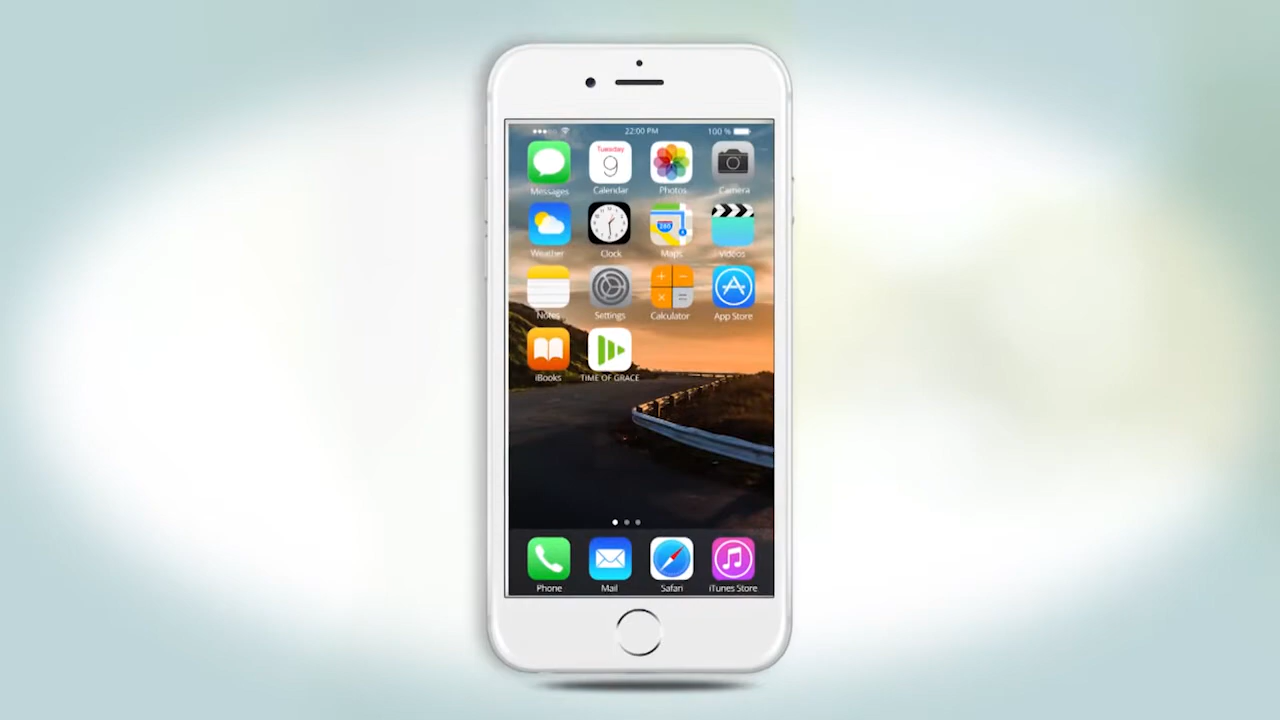 22:00 PM 100 %
Tuesday
9
Messages Calendar Photos Camera
280
Weather Clock Maps Videos
Notes Settings Calculator App Store
iBooks TIME OF GRACE
Phone Mail Safari iTunes Store